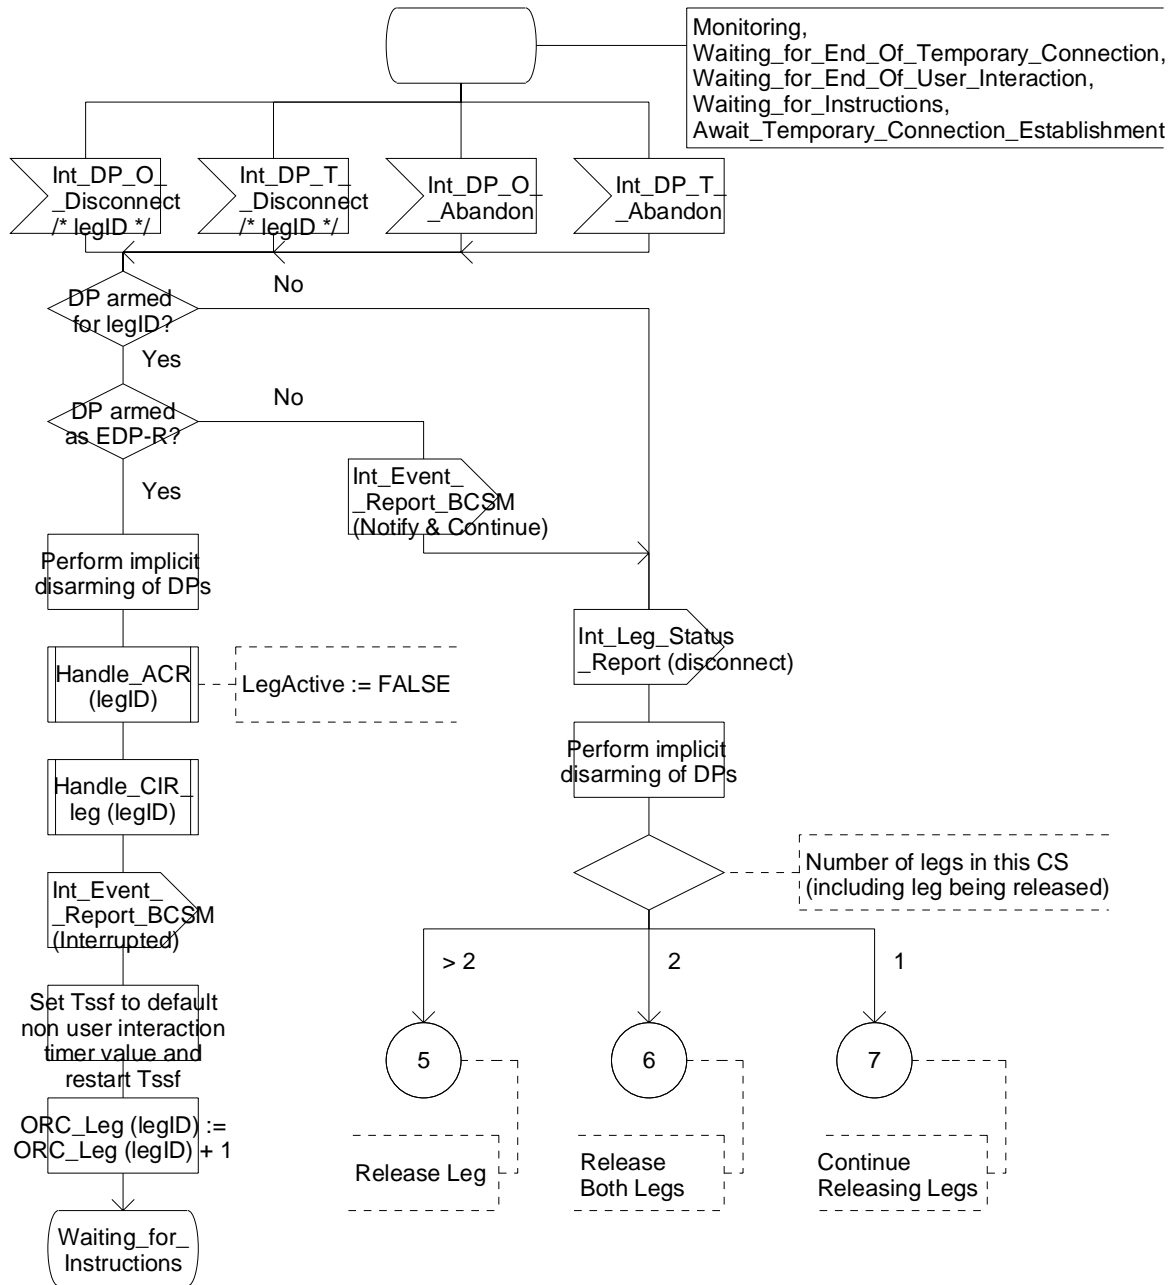 Monitoring,
Waiting_for_End_Of_Temporary_Connection,
Waiting_for_End_Of_User_Interaction,
Waiting_for_Instructions,
Await_Temporary_Connection_Establishment
Int_DP_O_
_Disconnect
/* legID */
Int_DP_T_
_Disconnect
/* legID */
Int_DP_O_
_Abandon
Int_DP_T_
_Abandon
DP armed
for legID?
No
Yes
DP armed
as EDP-R?
No
Yes
Int_Event_
_Report_BCSM
(Notify & Continue)
Perform implicit
disarming of DPs
Int_Leg_Status
_Report (disconnect)
Handle_ACR
(legID)
LegActive := FALSE
Perform implicit
disarming of DPs
Handle_CIR_
leg (legID)
Number of legs in this CS
(including leg being released)
Int_Event_
_Report_BCSM
(Interrupted)
> 2
2
1
Set Tssf to default
non user interaction
timer value and
restart Tssf
5
6
7
ORC_Leg (legID) :=
ORC_Leg (legID) + 1
Release Leg
Release
Both Legs
Continue
Releasing Legs
Waiting_for_
Instructions